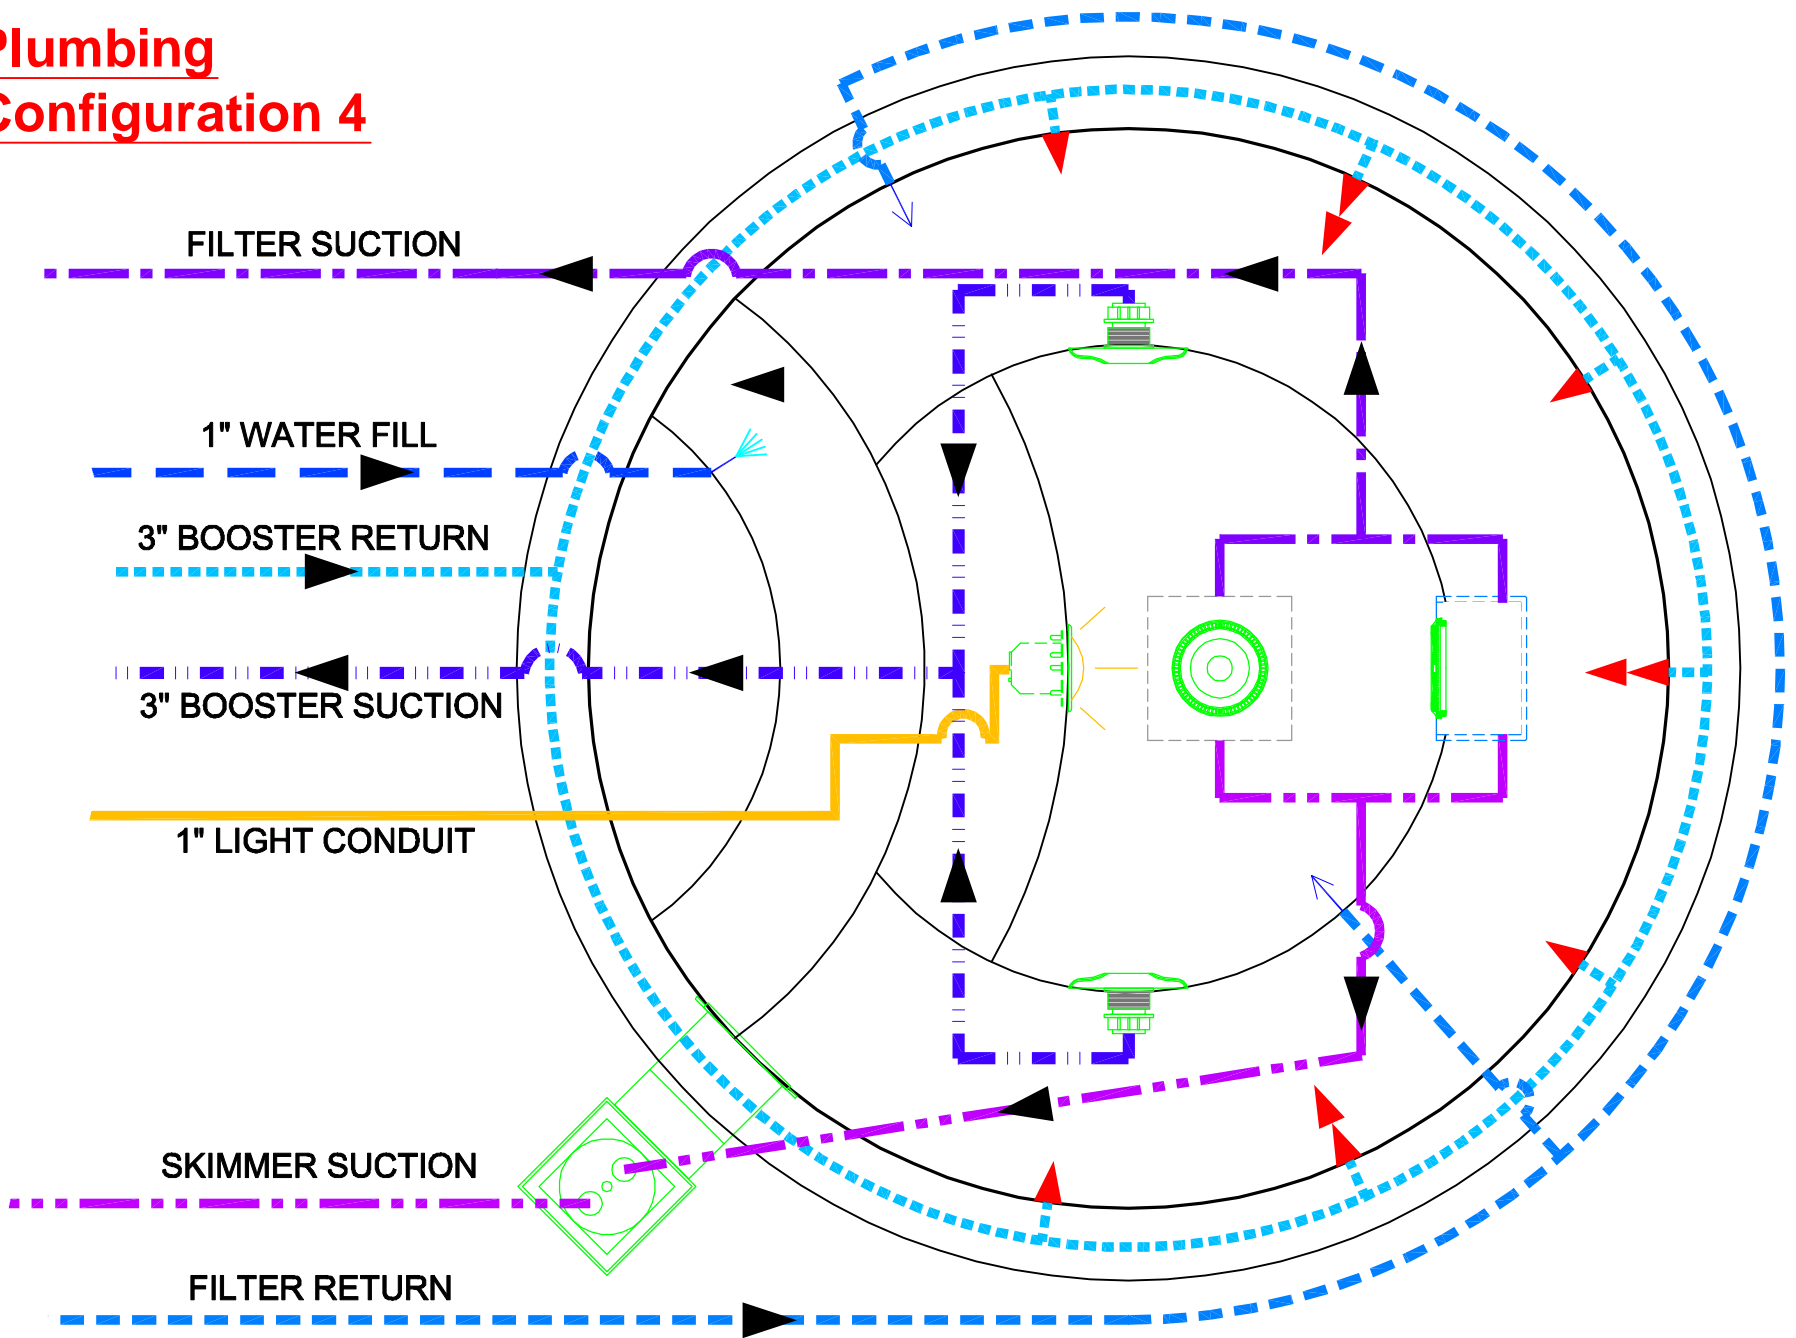 Plumbing
Configuration 4
FILTER SUCTION
1" WATER FILL
3" BOOSTER RETURN
3" BOOSTER SUCTION
1" LIGHT CONDUIT
SKIMMER SUCTION
FILTER RETURN